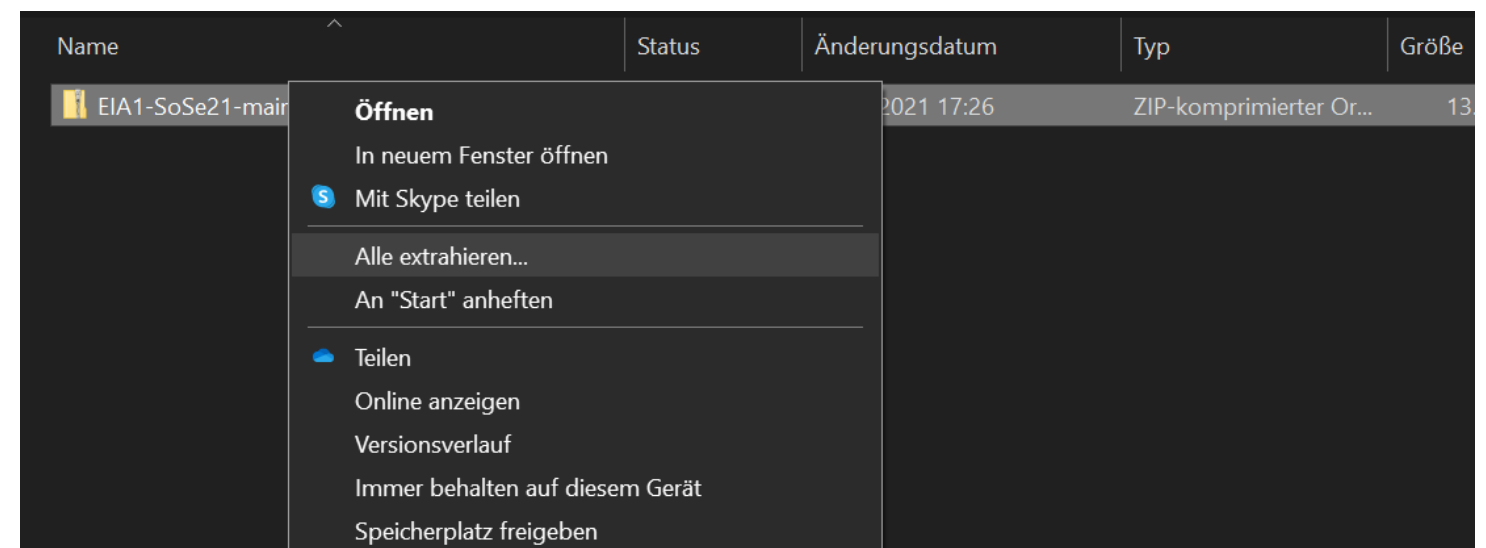 Name Status Änderungsdatum Typ Größe
EIA1-SoSe21-main 2021 17:26 ZIP-komprimierter Or... 13.
Öffnen
In neuem Fenster öffnen
Mit Skype teilen
Alle extrahieren...
An "Start" anheften
Teilen
Online anzeigen
Versionsverlauf
Immer behalten auf diesem Gerät
Speicherplatz freigeben